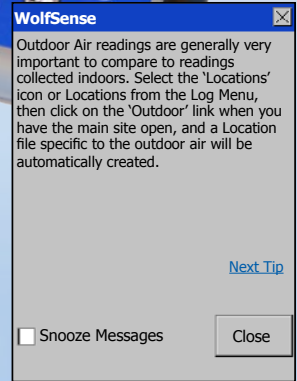 WolfSense
Outdoor Air readings are generally very
important to compare to readings
collected indoors. Select the ‘Locations’
icon or Locations from the Log Menu,
then click on the ‘Outdoor’ link when you
have the main site open, and a Location
file specific to the outdoor air will be
automatically created.
Next Tip
Snooze Messages
Close